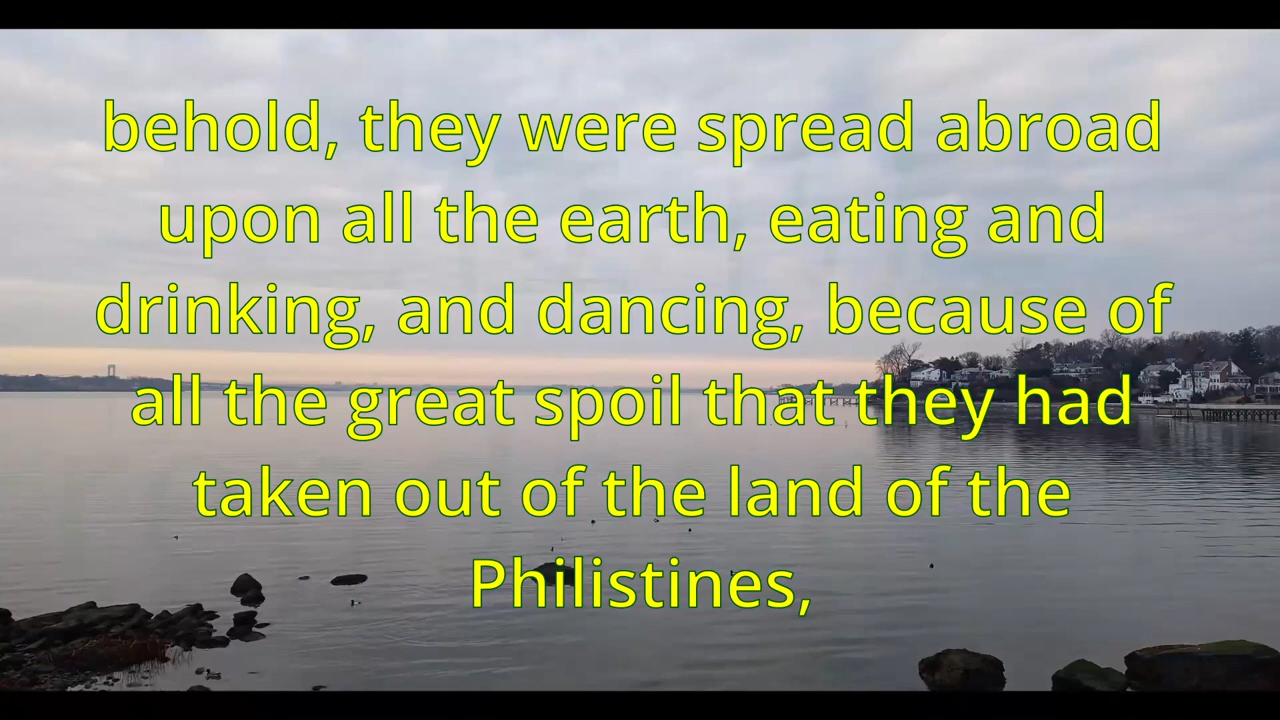 behold, they were spread abroad
upon all the earth, eating and
drinking, and dancing, because of
all the great spoil that they had
taken out of the land of the
Philistines,